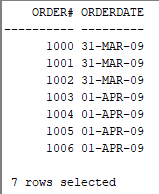 ORDER# ORDERDATE
---------- ---------
1000 31-MAR-09
1001 31-MAR-09
1002 31-MAR-09
1003 01-APR-09
1004 01-APR-09
1005 01-APR-09
1006 01-APR-09
7 rows selected